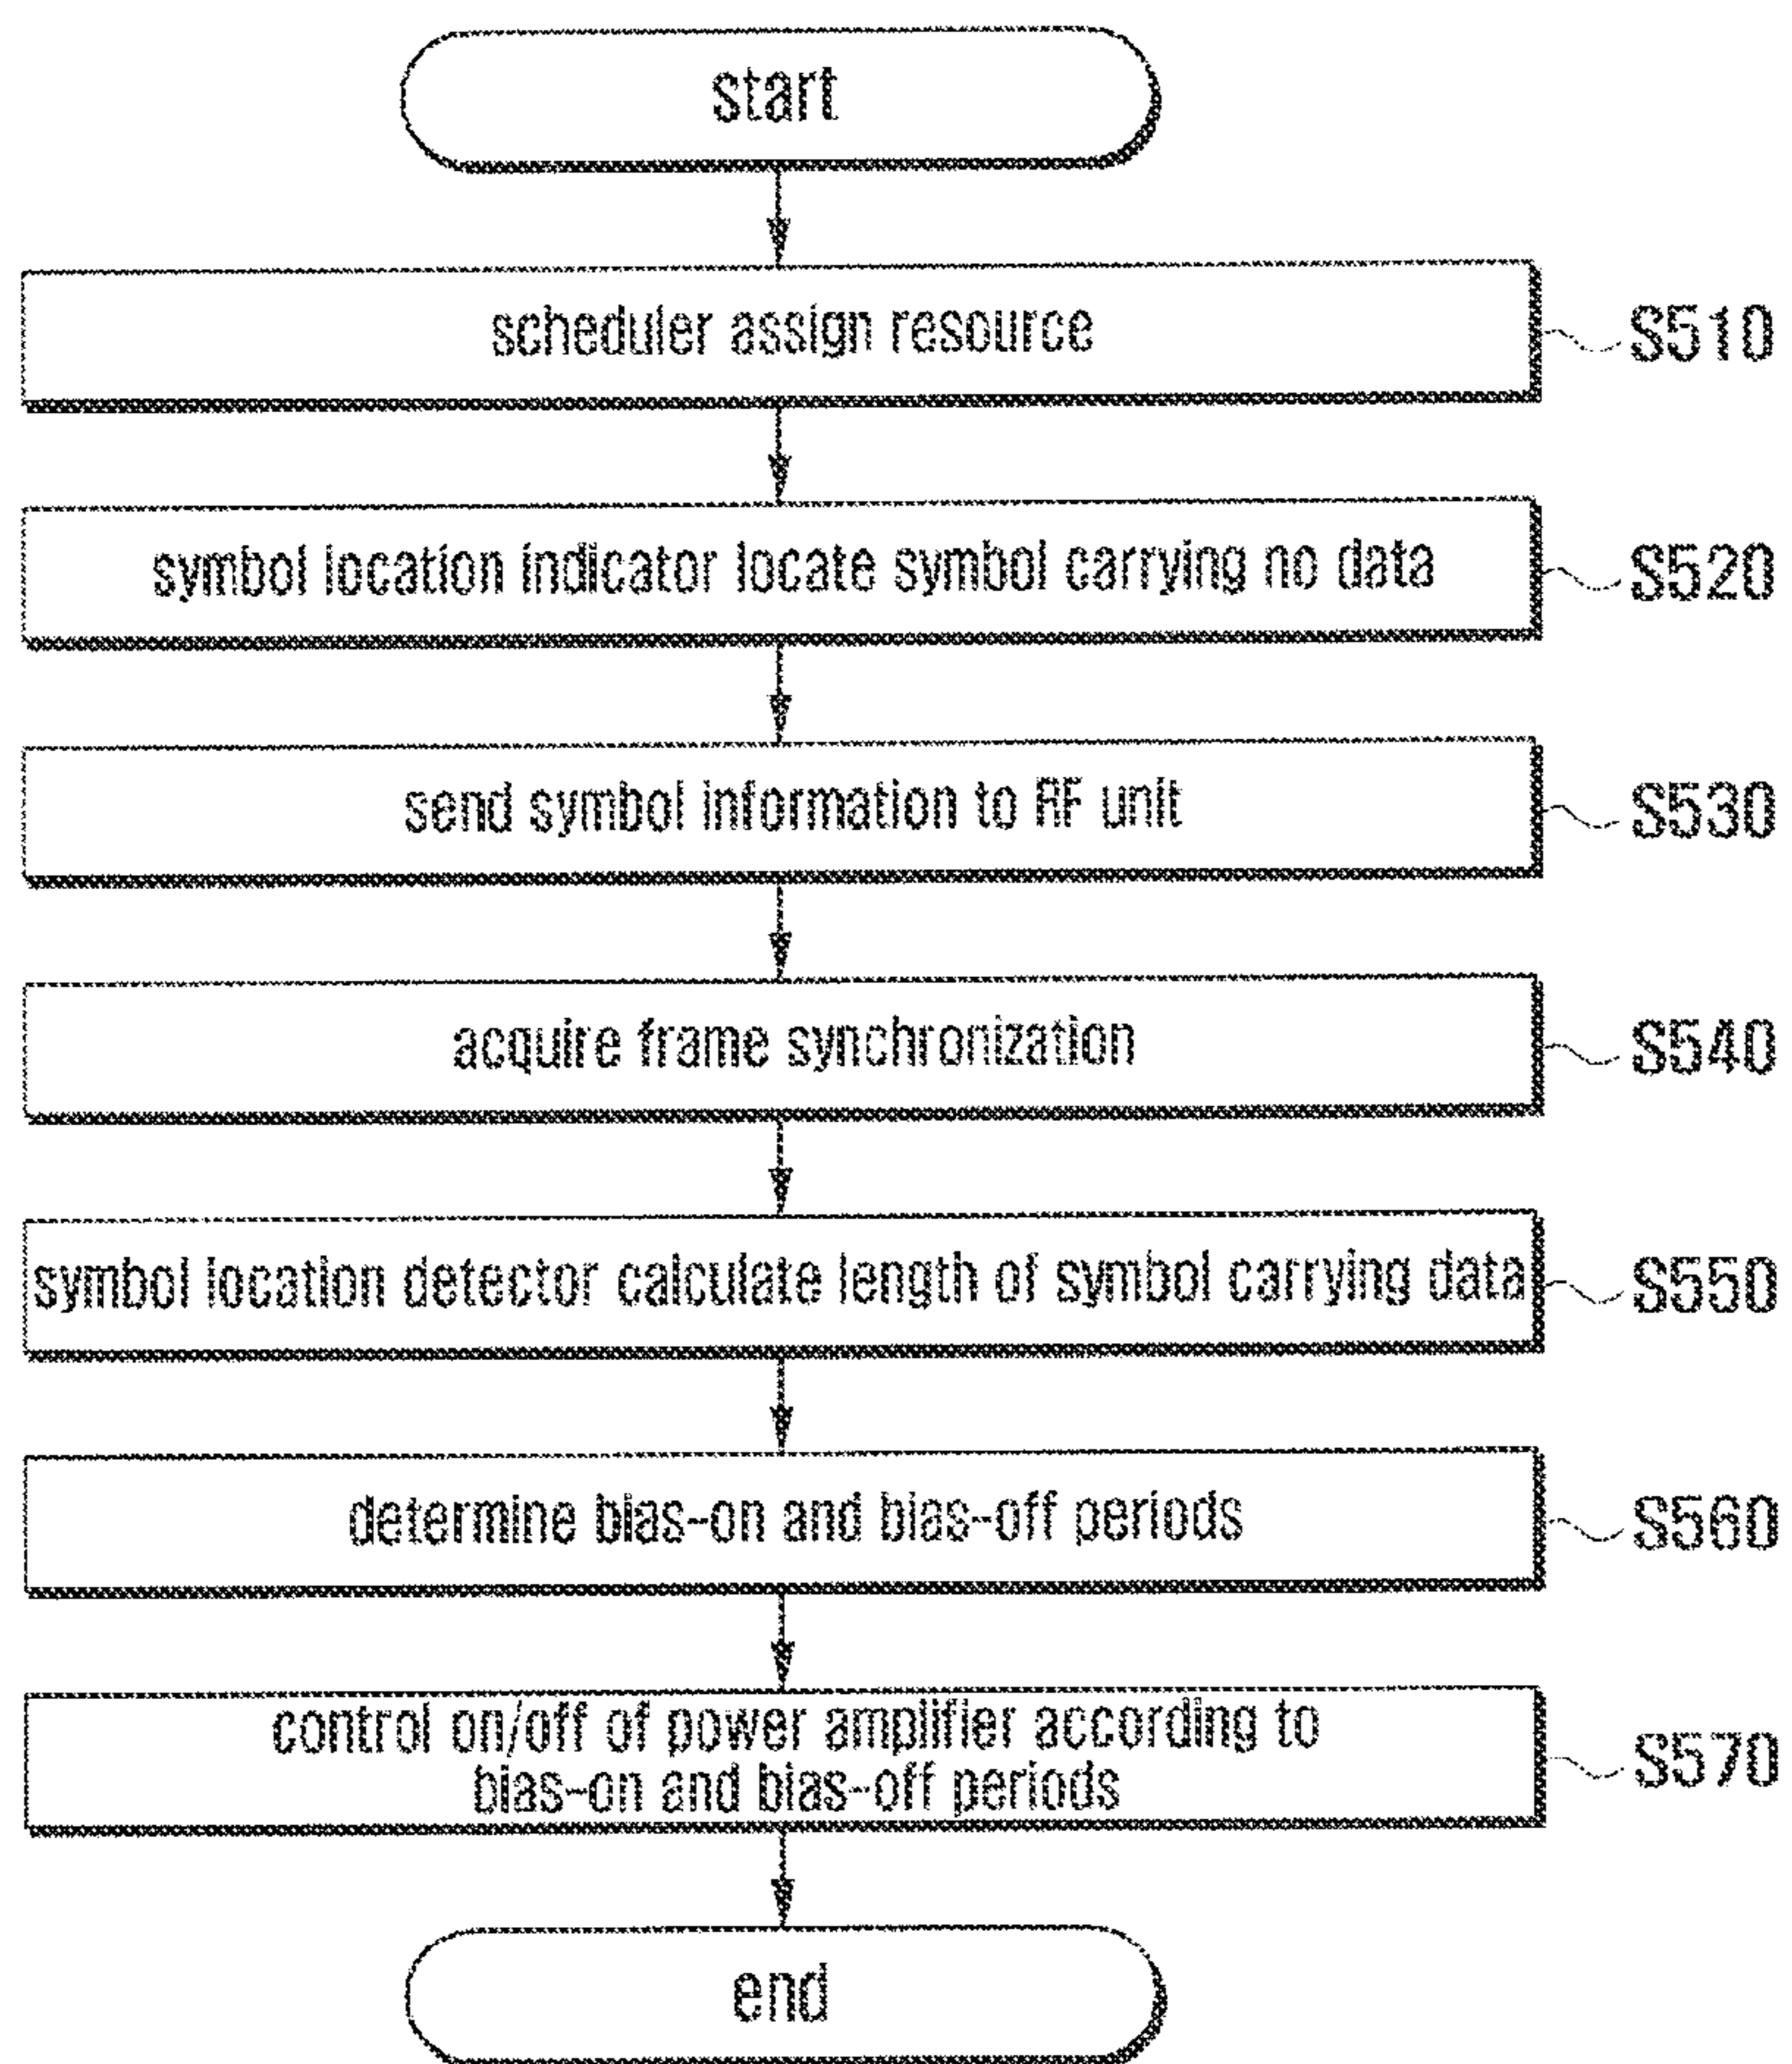 start
scheduler assign resource
S510
symbol location indicator locate symbol carrying no data
S520
send symbol information to RF unit
S530
acquire frame synchronization
S540
symbol location detector calculate length of symbol carrying data
S550
determine bias-on and bias-off periods
S560
control on/off of power amplifier according to
bias-on and bias-off periods
S570
end